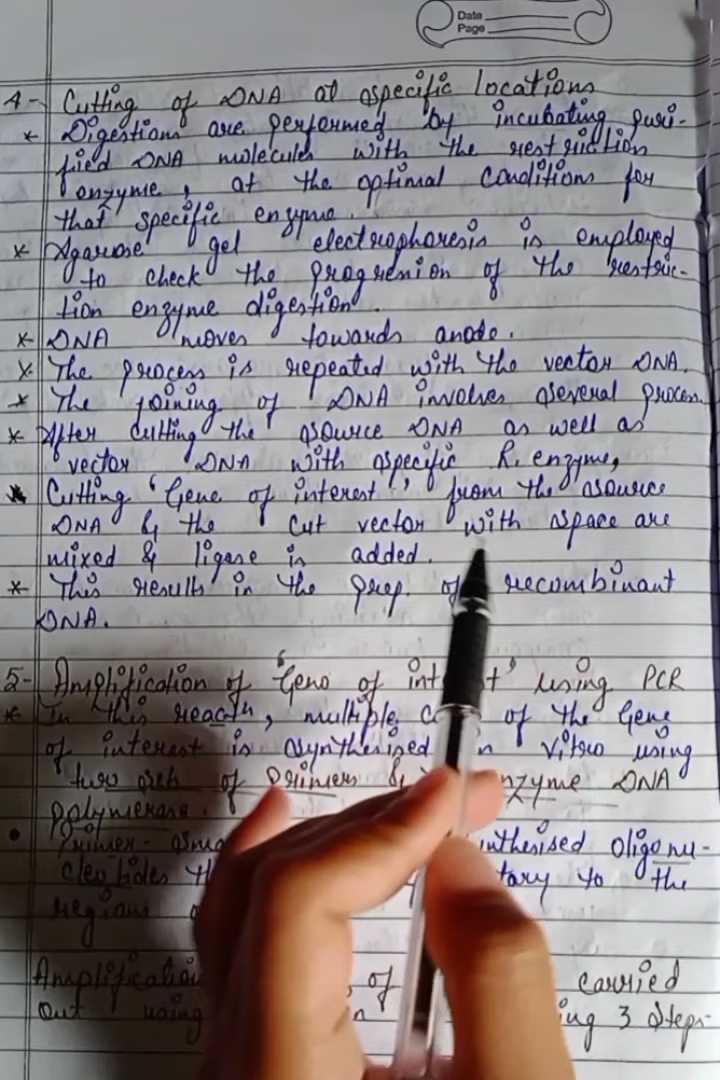 Date
Page
4- Cutting of DNA at specific locations
* Digestions are performed by incubating puri-
fied DNA molecules with the restriction
enzyme, at the optimal conditions for
that specific enzyme.
* Agarose gel electrophoresis is employed
to check the progression of the restric-
tion enzyme digestion.
* DNA moves towards anode.
* The process is repeated with the vector DNA.
* The joining of DNA involves several process.
* After cutting the source DNA as well as
vector DNA with specific R. enzyme,
* Cutting 'Gene of interest' from the source
DNA & the cut vector with space are
mixed & ligase is added.
* This results in the prep. of recombinant
DNA.
5- Amplification of 'Gene of int t' using PCR
* In this reactn, multiple c of the Gene
of interest is synthesised n vitro using
two sets of Primers & nzyme DNA
polymerase.
• Primer- sma nthesised oligonu-
cleotides th tary to the
regions o
Amplification of carried
out using n ing 3 steps-